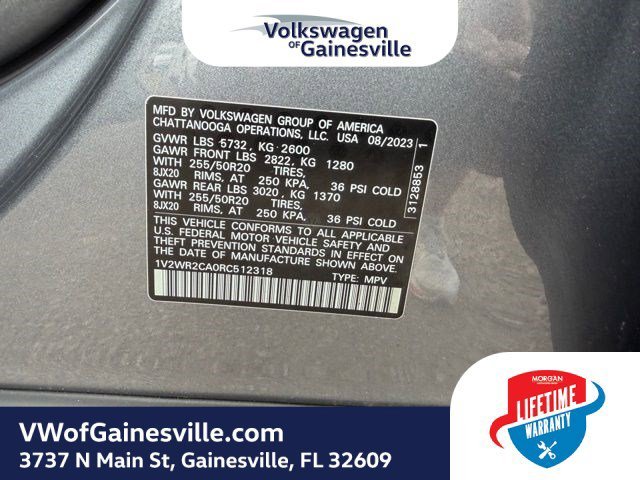 Volkswagen
OF Gainesville
MFD BY VOLKSWAGEN GROUP OF AMERICA
CHATTANOOGA OPERATIONS, LLC. USA 08/2023
GVWR LBS 5732, KG 2600
GAWR FRONT LBS 2822, KG 1280
WITH 255/50R20 TIRES,
8JX20 RIMS, AT 250 KPA, 36 PSI COLD
GAWR REAR LBS 3020, KG 1370
WITH 255/50R20 TIRES,
8JX20 RIMS, AT 250 KPA, 36 PSI COLD
THIS VEHICLE CONFORMS TO ALL APPLICABLE
U.S. FEDERAL MOTOR VEHICLE SAFETY AND
THEFT PREVENTION STANDARDS IN EFFECT ON
THE DATE OF MANUFACTURE SHOWN ABOVE.
1V2WR2CA0RC512318 TYPE: MPV
3128853 1
MORGAN
LIFETIME
WARRANTY
VWofGainesville.com
3737 N Main St, Gainesville, FL 32609